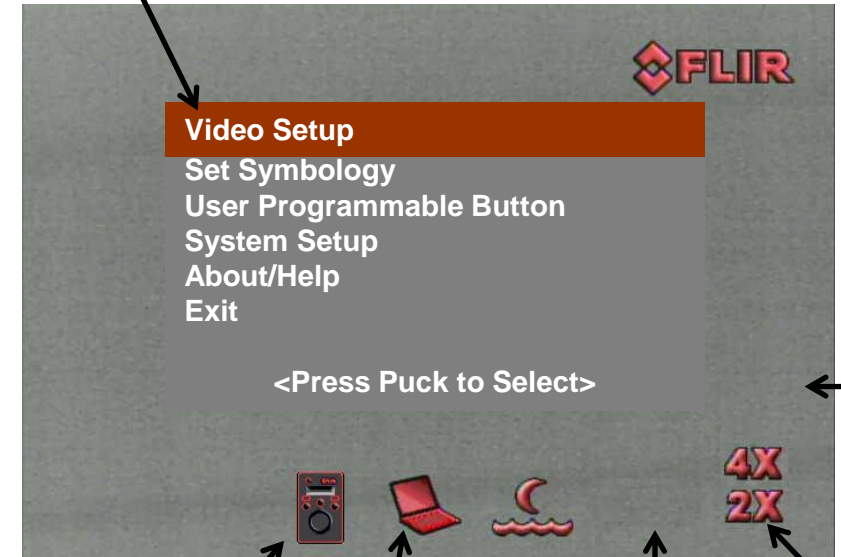 FLIR
Video Setup
Set Symbology
User Programmable Button
System Setup
About/Help
Exit
<Press Puck to Select>
4X
2X